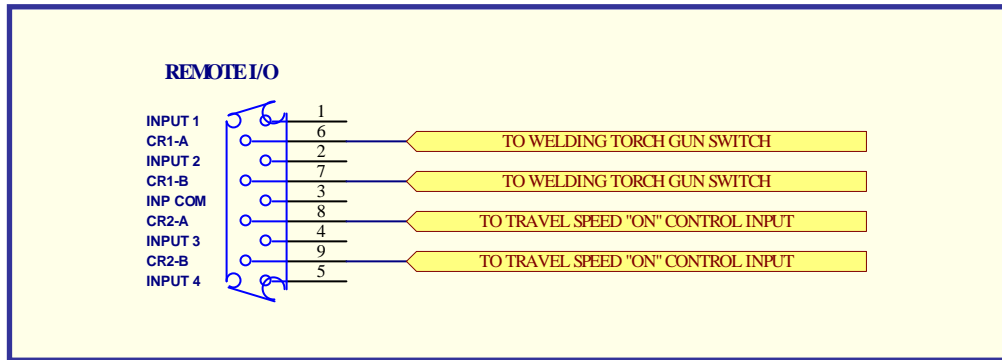 REMOTE I/O
INPUT 1 1
CR1-A 6 TO WELDING TORCH GUN SWITCH
INPUT 2 2
CR1-B 7 TO WELDING TORCH GUN SWITCH
INP COM 3
CR2-A 8 TO TRAVEL SPEED "ON" CONTROL INPUT
INPUT 3 4
CR2-B 9 TO TRAVEL SPEED "ON" CONTROL INPUT
INPUT 4 5